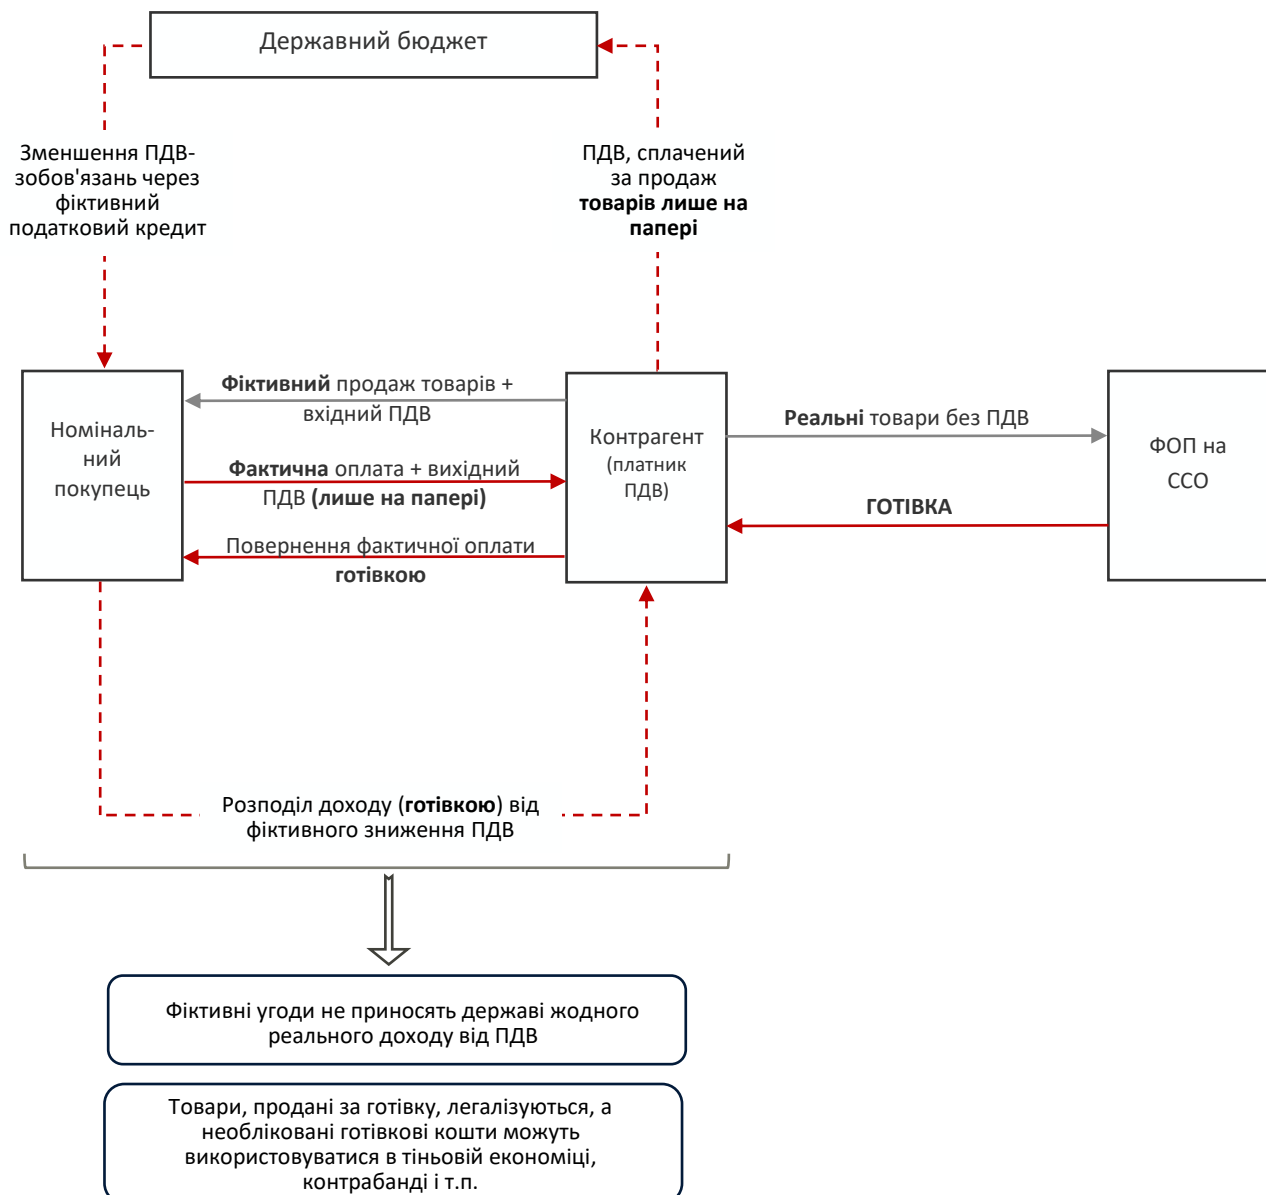 Державний бюджет
Зменшення ПДВ-
зобов'язань через
фіктивний
податковий кредит
ПДВ, сплачений
за продаж
товарів лише на
папері
Номіналь-
ний
покупець
Фіктивний продаж товарів +
вхідний ПДВ
Фактична оплата + вихідний
ПДВ (лише на папері)
Повернення фактичної оплати
готівкою
Контрагент
(платник
ПДВ)
Реальні товари без ПДВ
ГОТІВКА
ФОП на
ССО
Розподіл доходу (готівкою) від
фіктивного зниження ПДВ
Фіктивні угоди не приносять державі жодного
реального доходу від ПДВ
Товари, продані за готівку, легалізуються, а
необліковані готівкові кошти можуть
використовуватися в тіньовій економіці,
контрабанді і т.п.